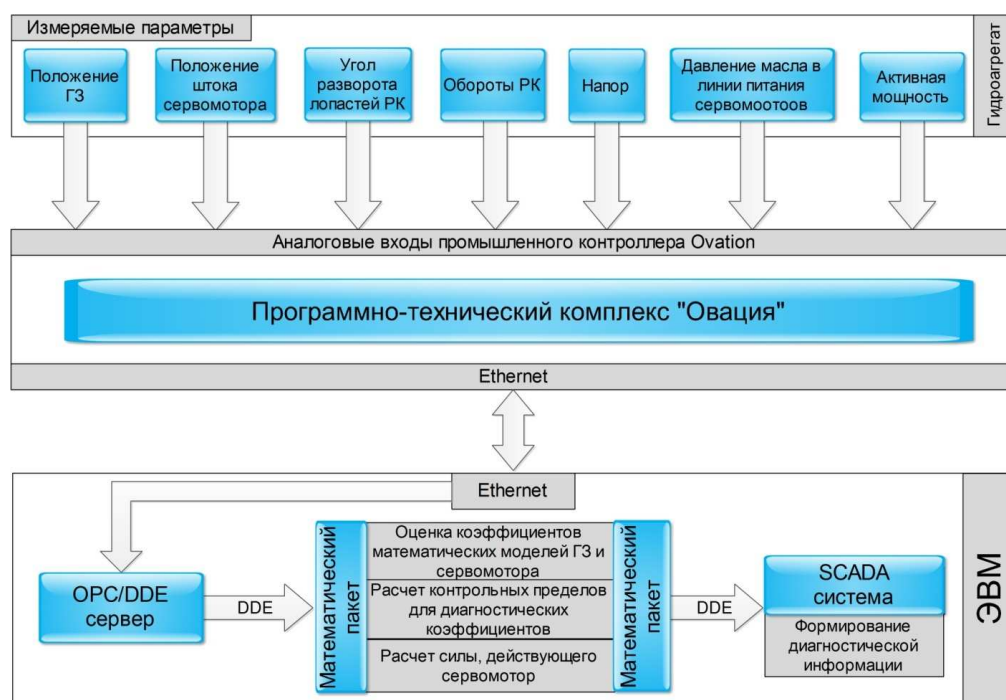 Измеряемые параметры
Гидроагрегат
Положение
ГЗ
Положение
штока
сервомотора
Угол
разворота
лопастей РК
Обороты РК
Напор
Давление масла в
линии питания
сервомоотоов
Активная
мощность
Аналоговые входы промышленного контроллера Ovation
Программно-технический комплекс "Овация"
Ethernet
Ethernet
ЭВМ
OPC/DDE
сервер
DDE
Математический
пакет
Оценка коэффициентов
математических моделей ГЗ и
сервомотора
Расчет контрольных пределов
для диагностических
коэффициентов
Расчет силы, действующего
сервомотор
Математический
пакет
DDE
SCADA
система
Формирование
диагностической
информации